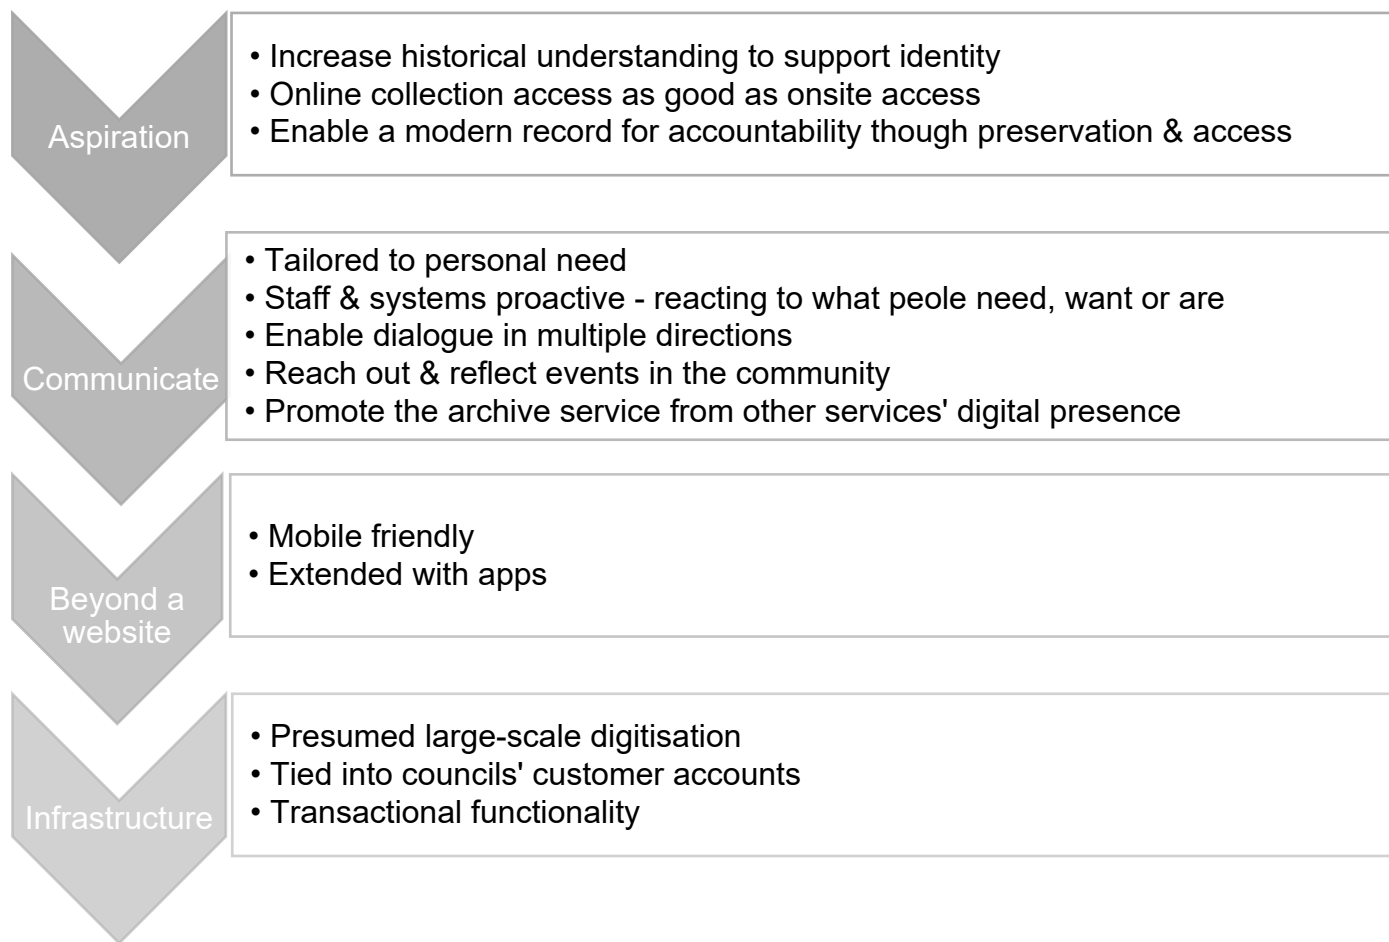 Aspiration
• Increase historical understanding to support identity
• Online collection access as good as onsite access
• Enable a modern record for accountability though preservation & access
Communicate
• Tailored to personal need
• Staff & systems proactive - reacting to what peole need, want or are
• Enable dialogue in multiple directions
• Reach out & reflect events in the community
• Promote the archive service from other services' digital presence
Beyond a
website
• Mobile friendly
• Extended with apps
Infrastructure
• Presumed large-scale digitisation
• Tied into councils' customer accounts
• Transactional functionality